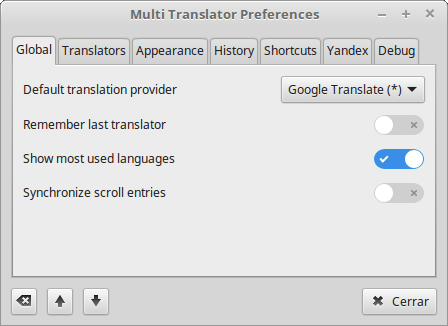 Multi Translator Preferences
Global Translators Appearance History Shortcuts Yandex Debug
Default translation provider Google Translate (*)
Remember last translator
Show most used languages
Synchronize scroll entries
Cerrar